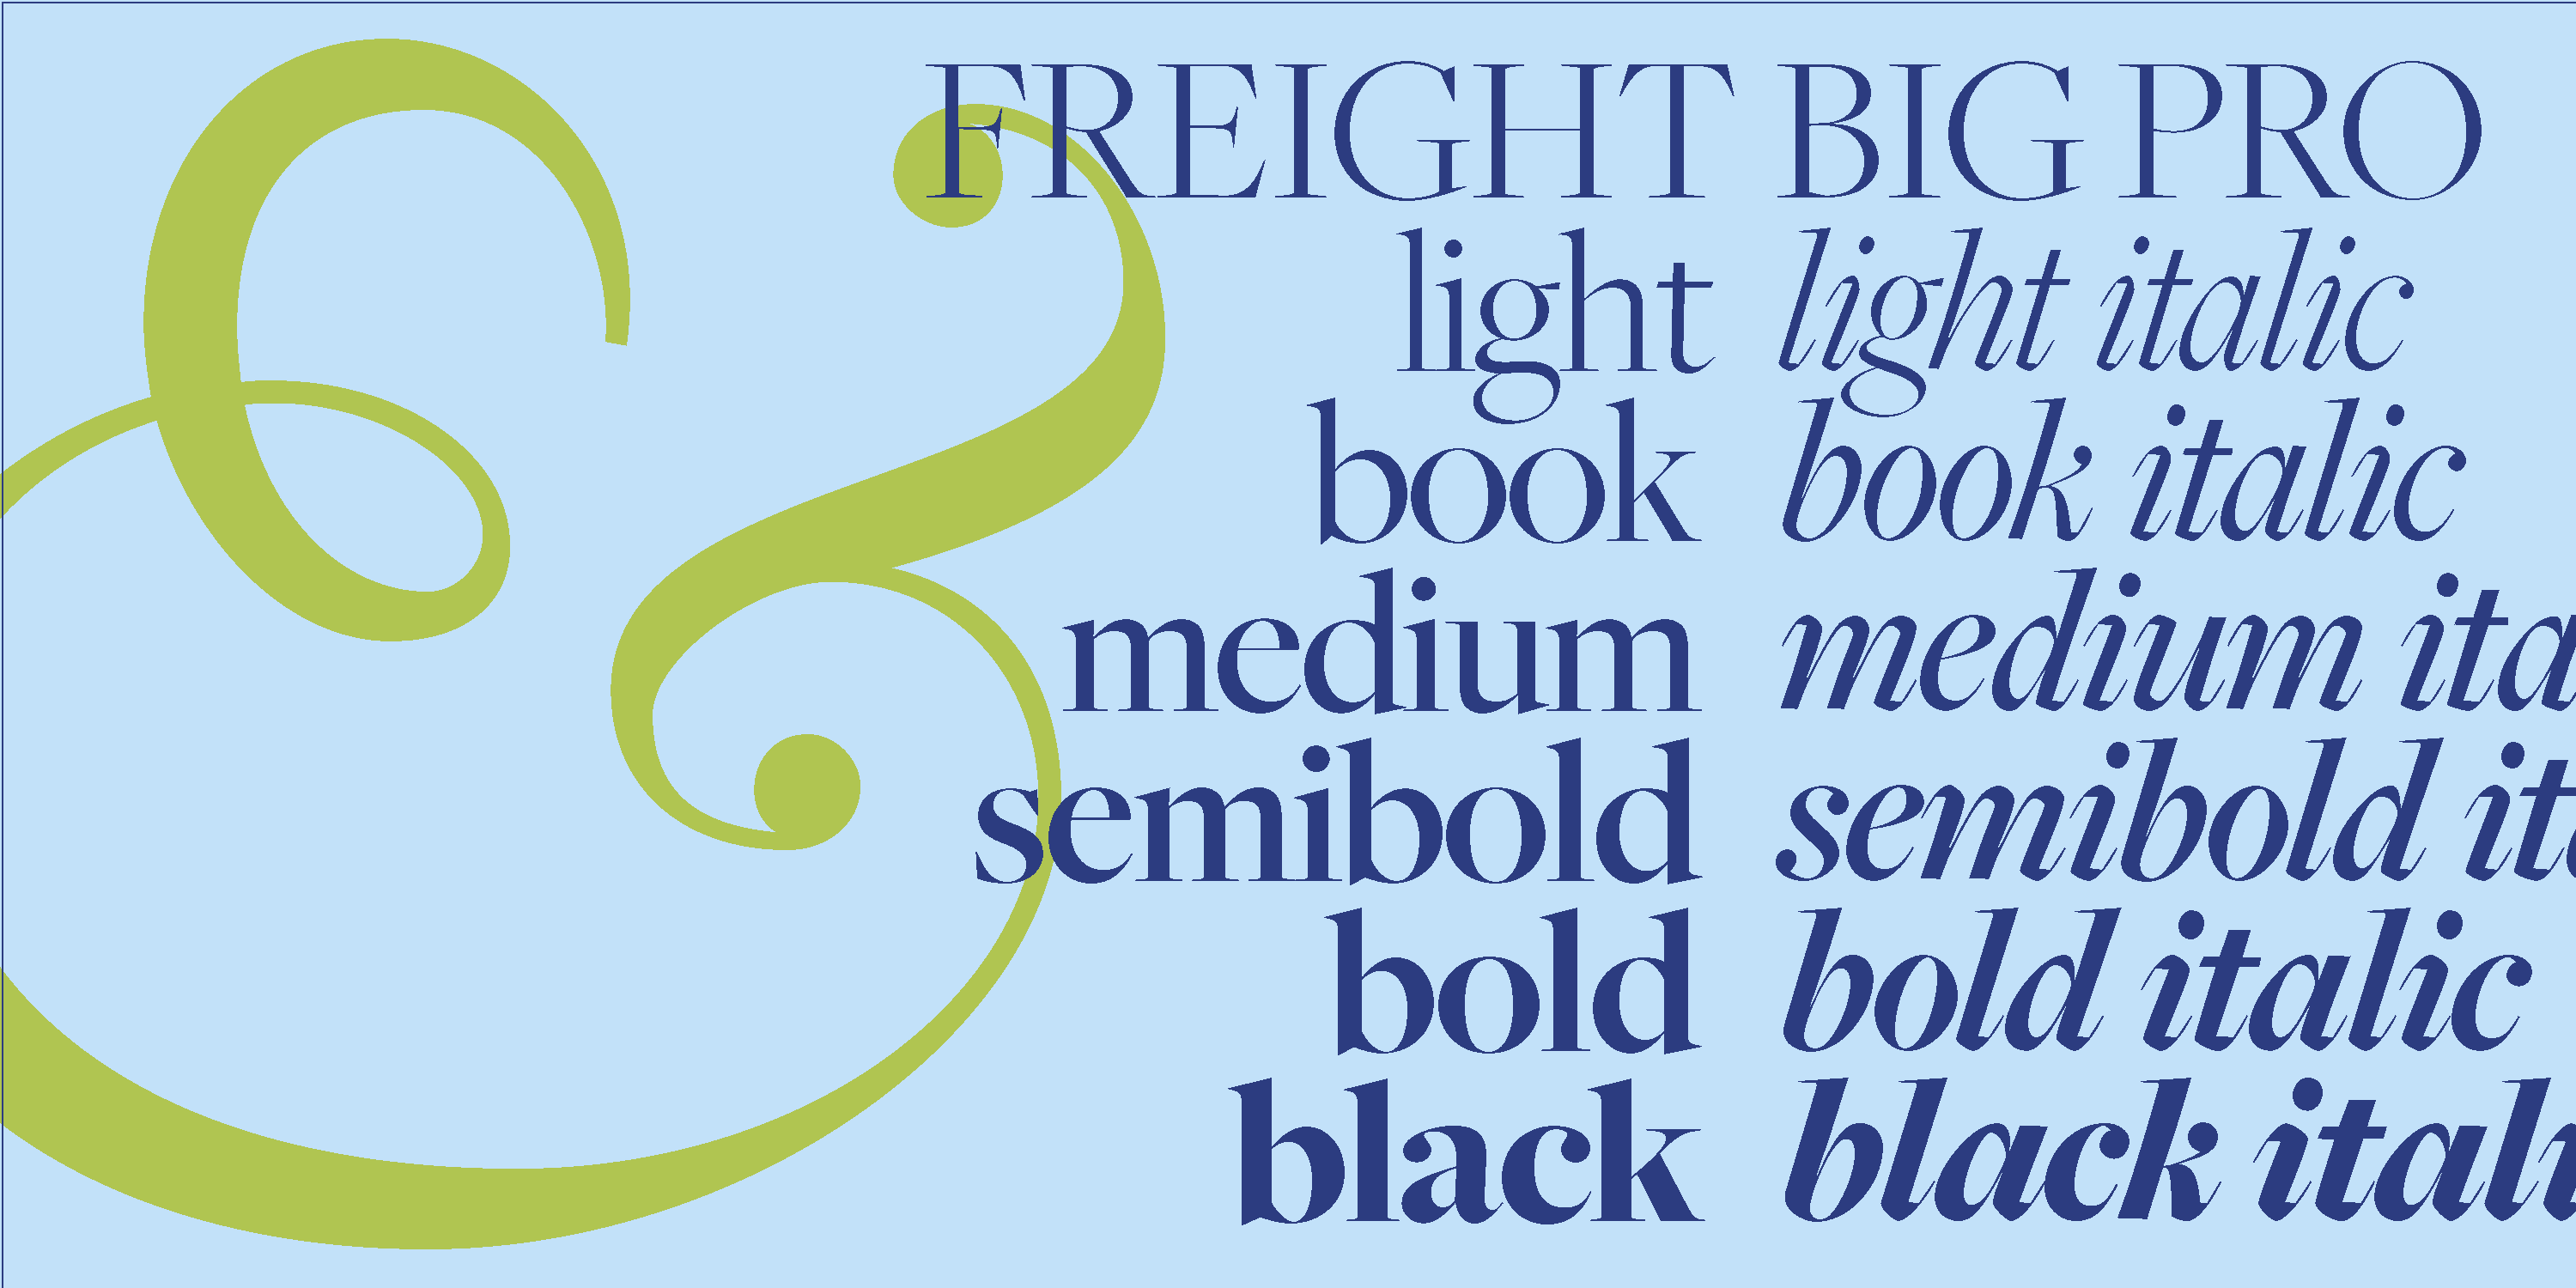 &
FREIGHT BIG PRO
light light italic
book book italic
medium medium ita
semibold semibold it
bold bold italic
black black itali